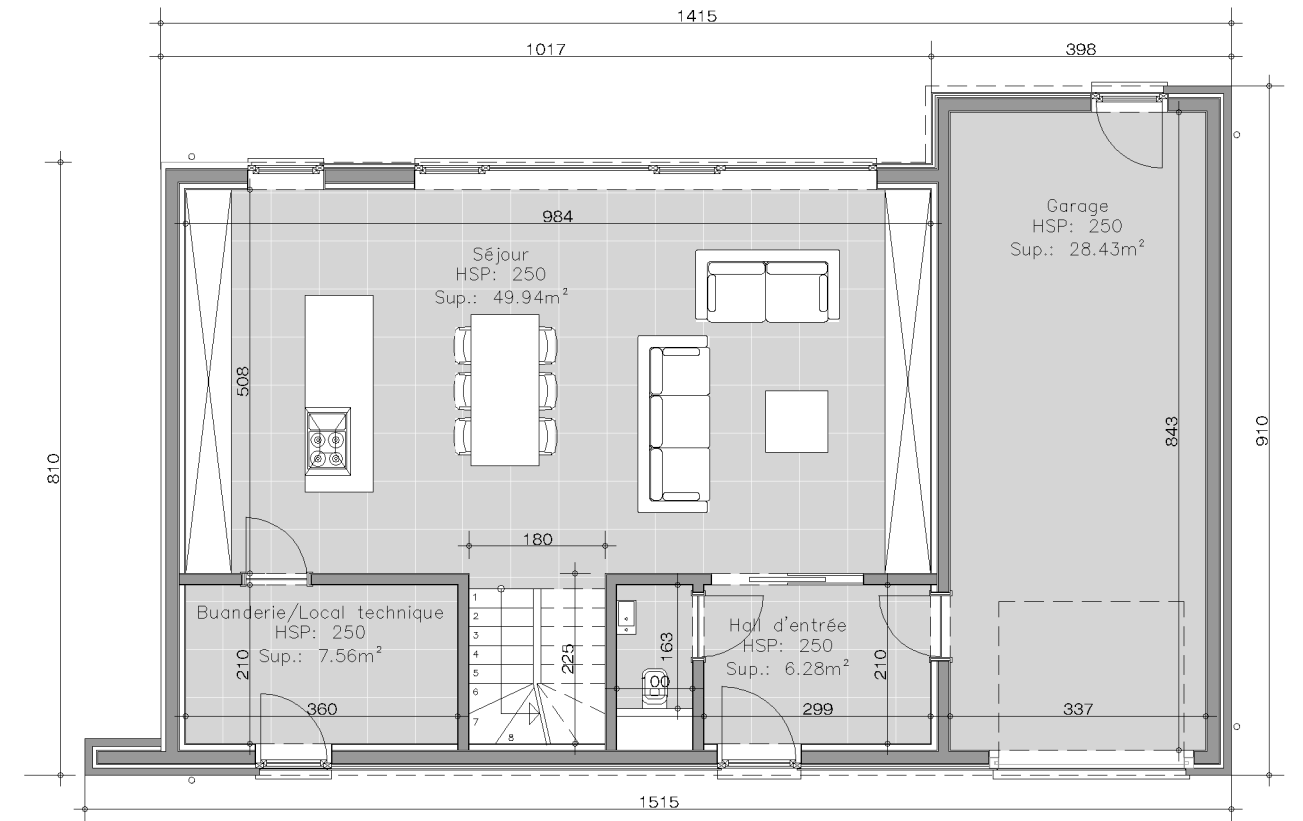 1415
1017
398
984
Garage
HSP: 250
Sup.: 28.43m²
Séjour
HSP: 250
Sup.: 49.94m²
508
843
910
810
180
1
2
3
4
5
6
7
8
Buanderie/Local technique
HSP: 250
Sup.: 7.56m²
210
360
225
163
00
Hall d'entrée
HSP: 250
Sup.: 6.28m²
210
299
337
1515